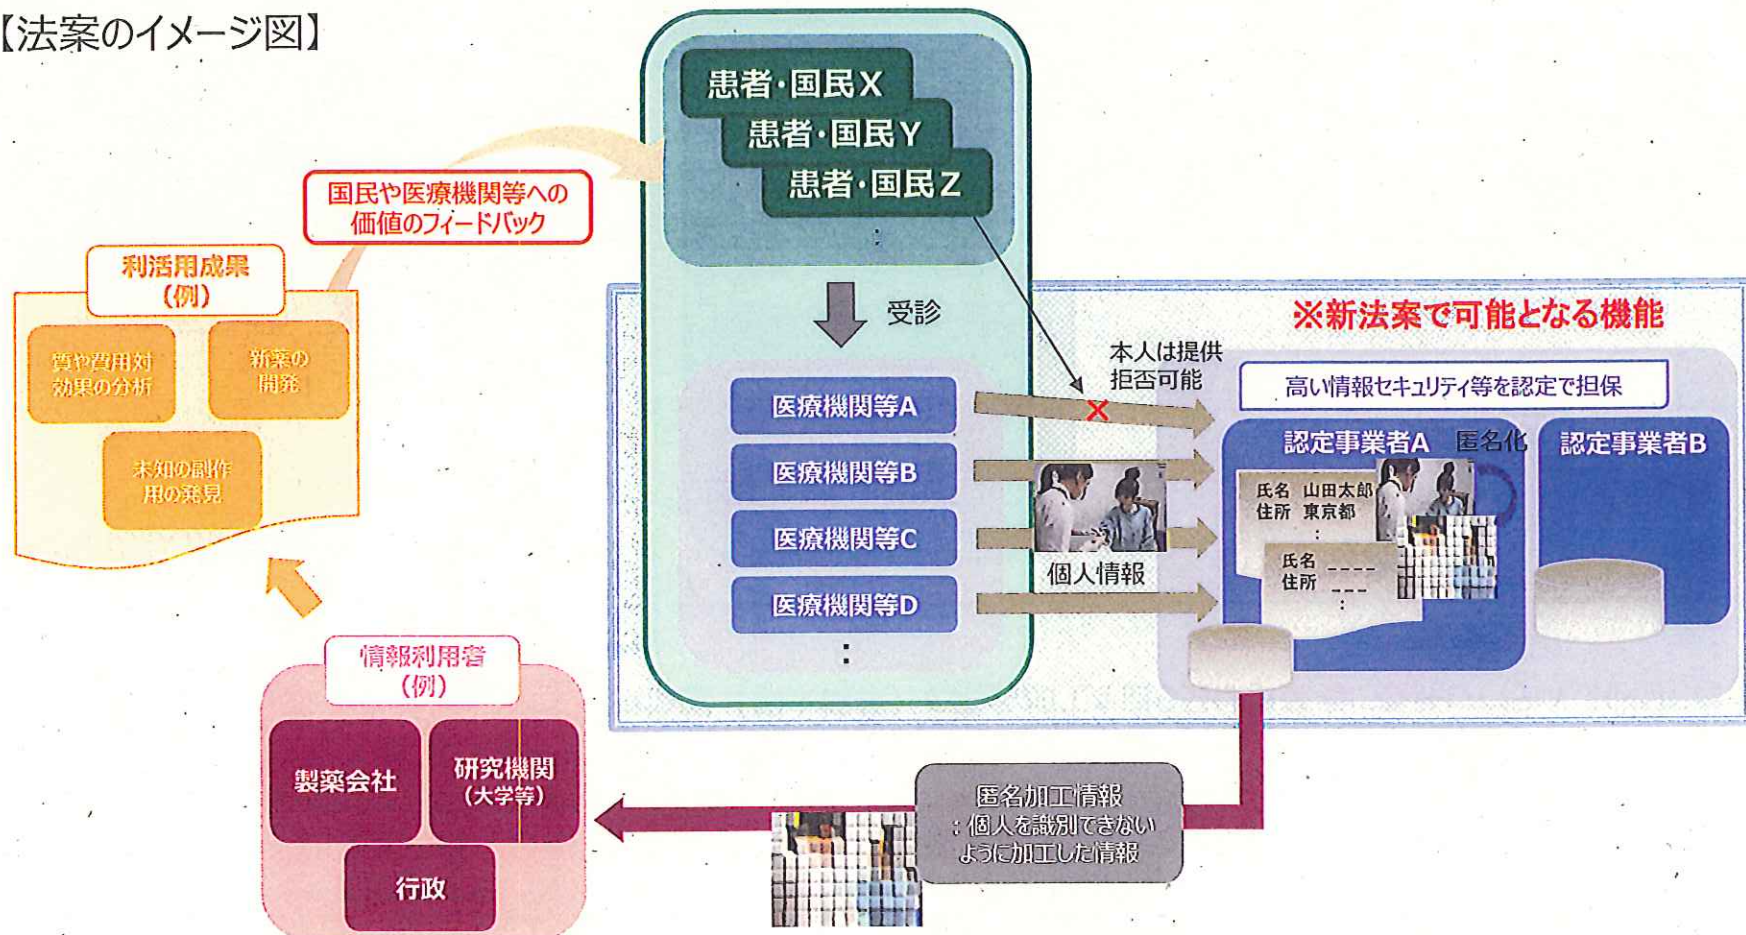 【法案のイメージ図】
患者・国民X
患者・国民Y
患者・国民Z
:
国民や医療機関等への
価値のフィードバック
利活用成果
(例)
質や費用対
効果の分析
新薬の
開発
未知の副作
用の発見
受診
※新法案で可能となる機能
本人は提供
拒否可能
高い情報セキュリティ等を認定で担保
医療機関等A
医療機関等B
医療機関等C
医療機関等D
:
個人情報
認定事業者A
匿名化
認定事業者B
氏名 山田太郎
住所 東京都
:
氏名 ----
住所 ---
:
情報利用者
(例)
製薬会社
研究機関
(大学等)
行政
匿名加工情報
:個人を識別できない
ように加工した情報